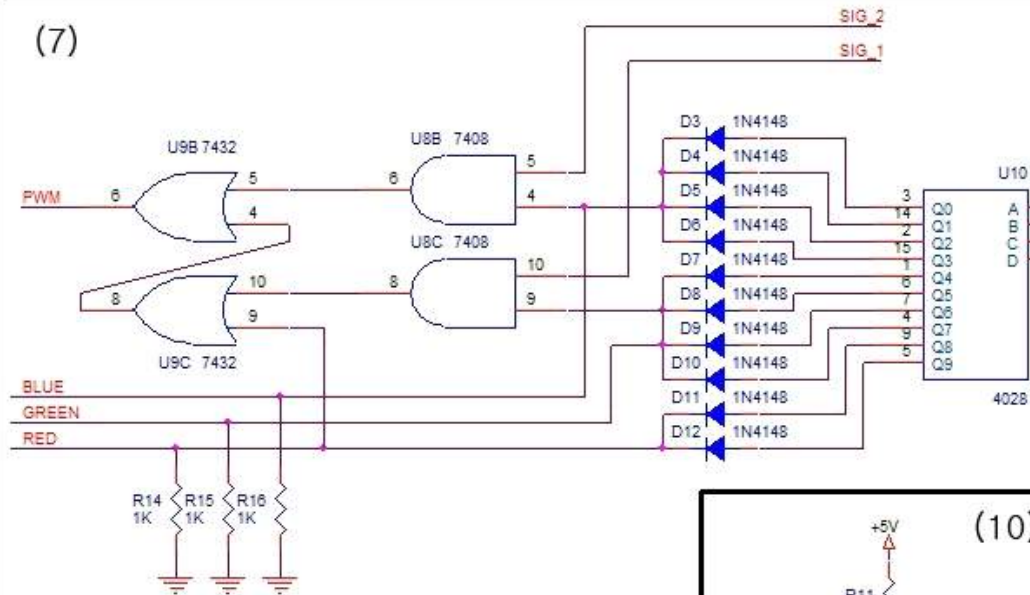 (7)
SIG_2
SIG_1
D3 1N4148
D4 1N4148
D5 1N4148
D6 1N4148
D7 1N4148
D8 1N4148
D9 1N4148
D10 1N4148
D11 1N4148
D12 1N4148
U9B 7432
PWM
6
5
4
U8B 7408
6
5
4
U8C 7408
8
10
9
8
10
9
U9C 7432
U10
3 Q0 A
14 Q1 B
2 Q2 C
15 Q3 D
1 Q4
6 Q5
7 Q6
4 Q7
9 Q8
5 Q9
4028
BLUE
GREEN
RED
R14 R15 R16
1K 1K 1K
+5V
(10)